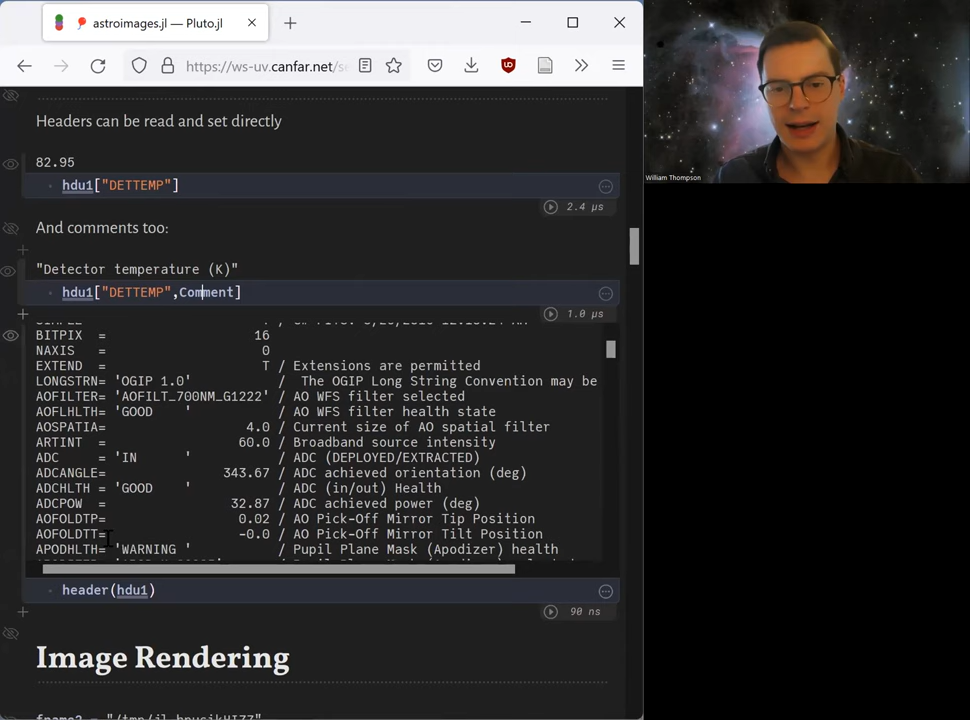 astroimages.jl — Pluto.jl
https://ws-uv.canfar.net/se
William Thompson
Headers can be read and set directly
82.95
hdu1["DETTEMP"]
2.4 µs
And comments too:
"Detector temperature (K)"
hdu1["DETTEMP",Comment]
1.0 µs
BITPIX = 16
NAXIS = 0
EXTEND = T / Extensions are permitted
LONGSTRN= 'OGIP 1.0' / The OGIP Long String Convention may be
AOFILTER= 'AOFILT_700NM_G1222' / AO WFS filter selected
AOFLHLTH= 'GOOD ' / AO WFS filter health state
AOSPATIA= 4.0 / Current size of AO spatial filter
ARTINT = 60.0 / Broadband source intensity
ADC = 'IN ' / ADC (DEPLOYED/EXTRACTED)
ADCANGLE= 343.67 / ADC achieved orientation (deg)
ADCHLTH = 'GOOD ' / ADC (in/out) Health
ADCPOW = 32.87 / ADC achieved power (deg)
AOFOLDTP= 0.02 / AO Pick-Off Mirror Tip Position
AOFOLDTT= -0.0 / AO Pick-Off Mirror Tilt Position
APODHLTH= 'WARNING ' / Pupil Plane Mask (Apodizer) health
header(hdu1)
90 ns
Image Rendering